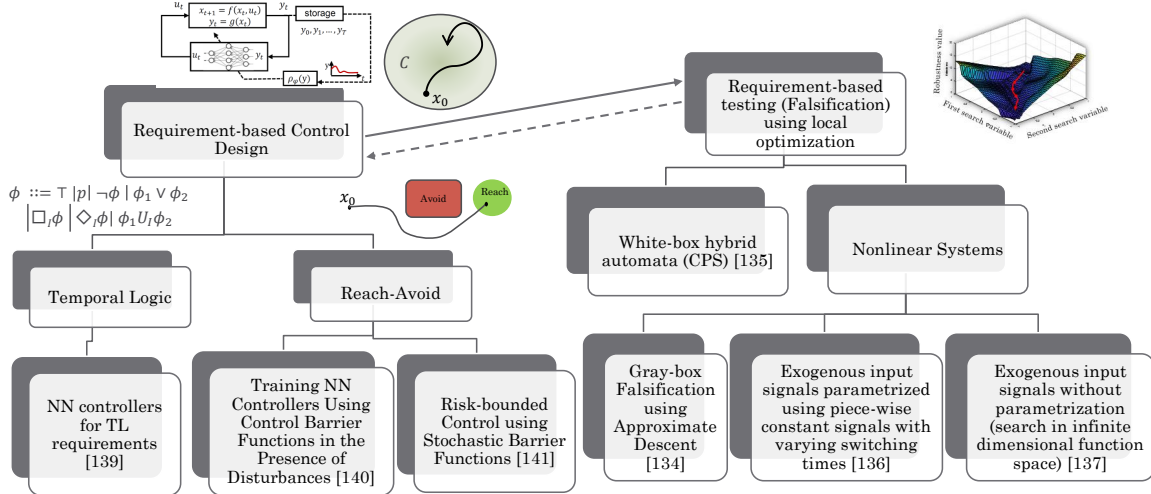 u_t
x_{t+1} = f(x_t, u_t)
y_t = g(x_t)
y_t
storage
y_0, y_1, …, y_T
u_t
y_t
ρ_φ(y)
y
C
x_0
Robustness value
First search variable
Second search variable
Requirement-based Control
Design
Requirement-based
testing (Falsification)
using local
optimization
ϕ ::= ⊤ |p| ¬ϕ | ϕ_1 ∨ ϕ_2
|□_I ϕ | ◇_I ϕ| ϕ_1 U_I ϕ_2
x_0
Avoid
Reach
White-box hybrid
automata (CPS) [135]
Nonlinear Systems
Temporal Logic
Reach-Avoid
NN controllers
for TL
requirements
[139]
Training NN
Controllers Using
Control Barrier
Functions in the
Presence of
Disturbances [140]
Risk-bounded
Control using
Stochastic Barrier
Functions [141]
Gray-box
Falsification
using
Approximate
Descent
[134]
Exogenous input
signals parametrized
using piece-wise
constant signals with
varying switching
times [136]
Exogenous input
signals without
parametrization
(search in infinite
dimensional function
space) [137]